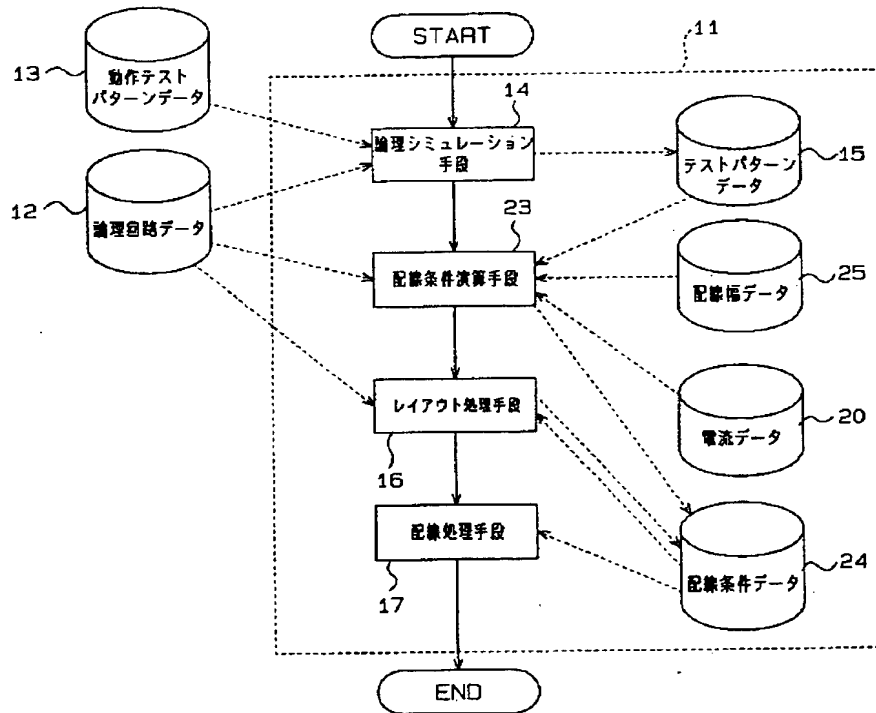 START
11
13
動作テスト
パターンデータ
14
論理シミュレーション
手段
テストパターン
データ
15
12
論理回路データ
23
配線条件演算手段
配線幅データ
25
レイアウト処理手段
16
電流データ
20
配線処理手段
17
配線条件データ
24
END